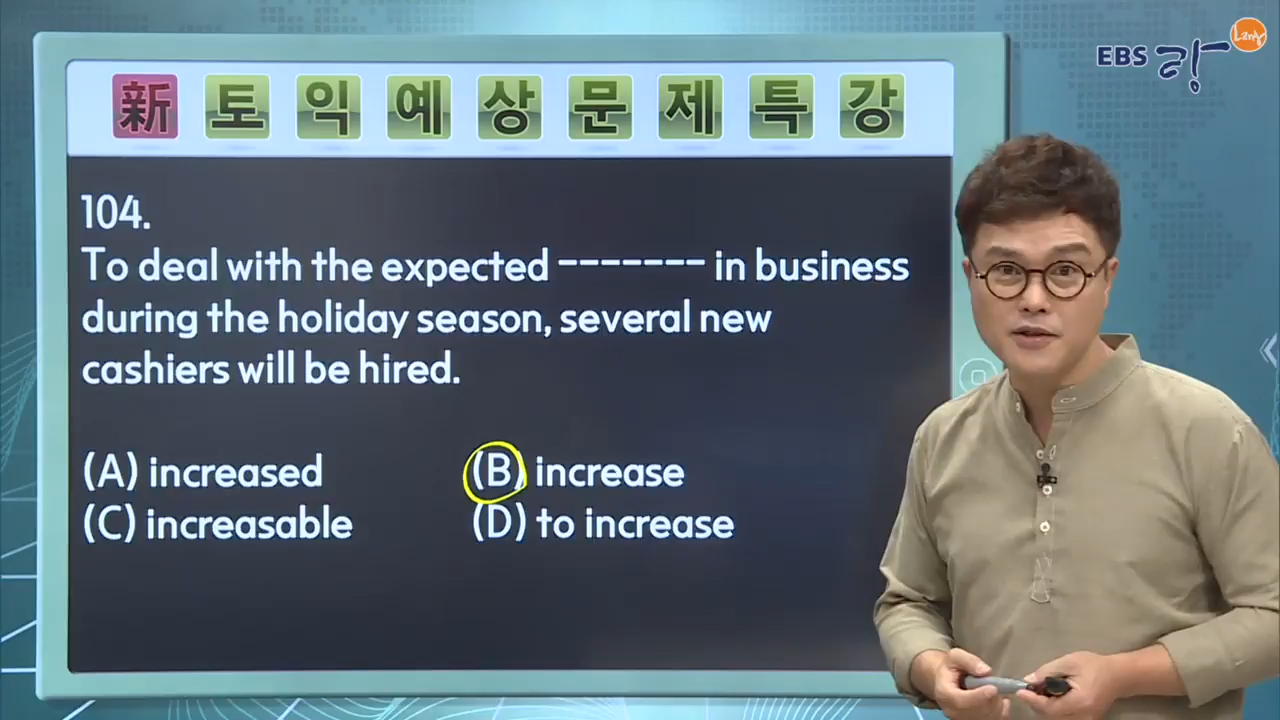 EBS 랑 Lang
新토익예상문제특강
104.
To deal with the expected ------- in business
during the holiday season, several new
cashiers will be hired.
(A) increased (B) increase
(C) increasable (D) to increase